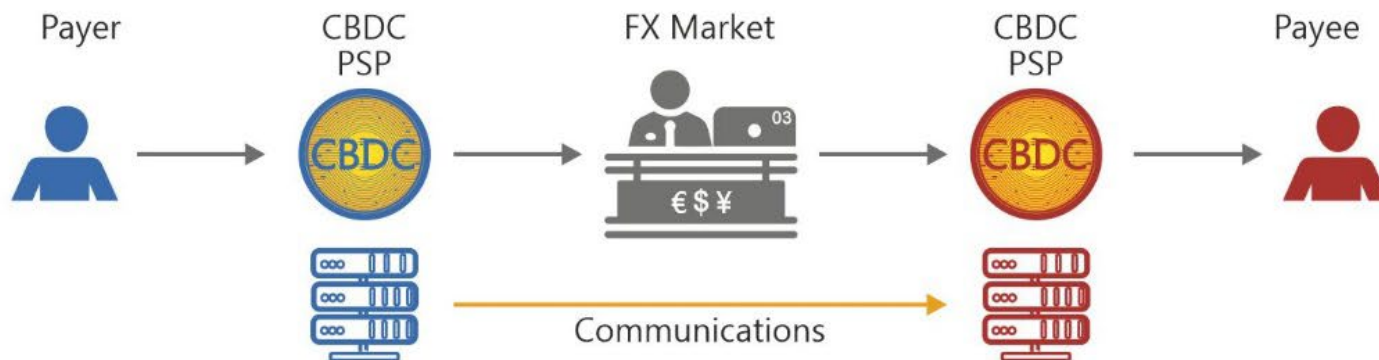 Payer
CBDC
PSP
FX Market
CBDC
PSP
Payee
CBDC
03
€ $ ¥
CBDC
Communications